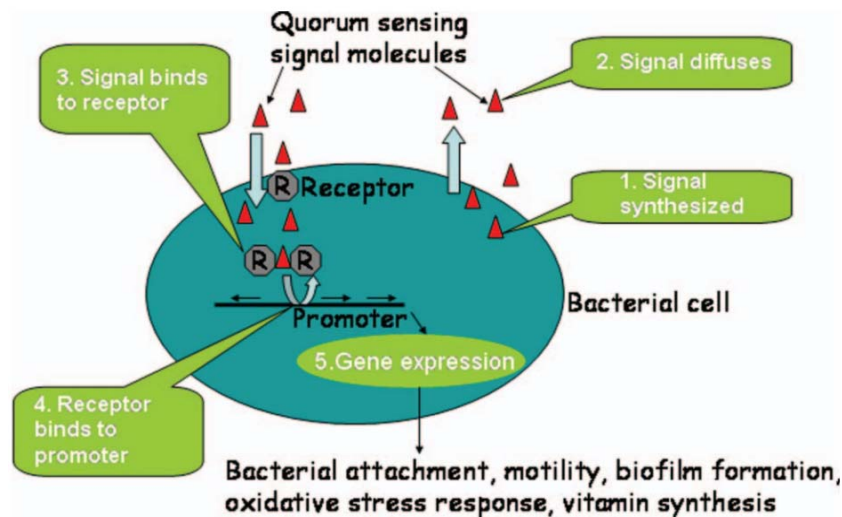 Quorum sensing
signal molecules
3. Signal binds
to receptor
2. Signal diffuses
R Receptor
1. Signal
synthesized
R R
Bacterial cell
Promoter
5.Gene expression
4. Receptor
binds to
promoter
Bacterial attachment, motility, biofilm formation,
oxidative stress response, vitamin synthesis